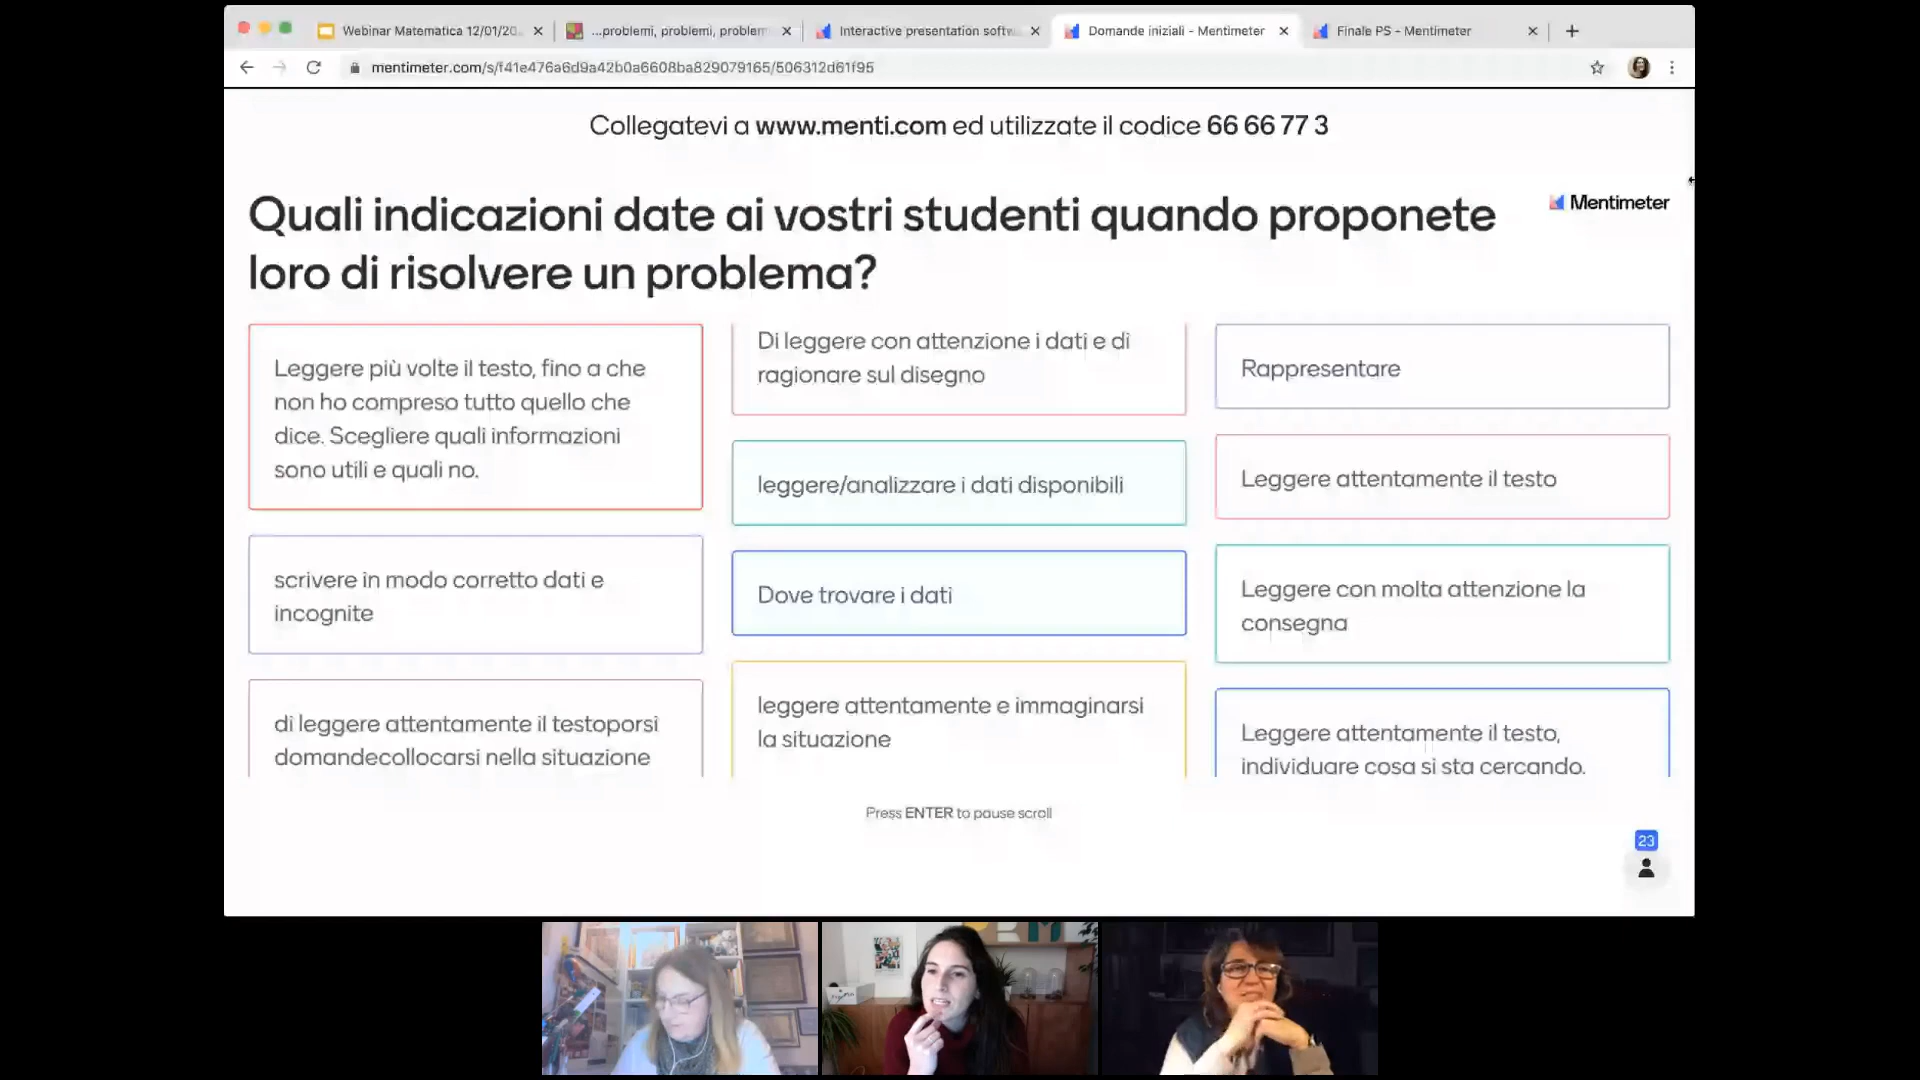 Webinar Matematica 12/01/20
...problemi, problemi, problem
Interactive presentation softw
Domande iniziali - Mentimeter
Finale PS - Mentimeter
mentimeter.com/s/f41e476a6d9a42b0a6608ba829079165/506312d61f95
Collegatevi a www.menti.com ed utilizzate il codice 66 66 77 3
Quali indicazioni date ai vostri studenti quando proponete
loro di risolvere un problema?
Mentimeter
Leggere più volte il testo, fino a che
non ho compreso tutto quello che
dice. Scegliere quali informazioni
sono utili e quali no.
scrivere in modo corretto dati e
incognite
di leggere attentamente il testoporsi
domandecollocarsi nella situazione
Di leggere con attenzione i dati e di
ragionare sul disegno
leggere/analizzare i dati disponibili
Dove trovare i dati
leggere attentamente e immaginarsi
la situazione
Rappresentare
Leggere attentamente il testo
Leggere con molta attenzione la
consegna
Leggere attentamente il testo,
individuare cosa si sta cercando.
Press ENTER to pause scroll
23